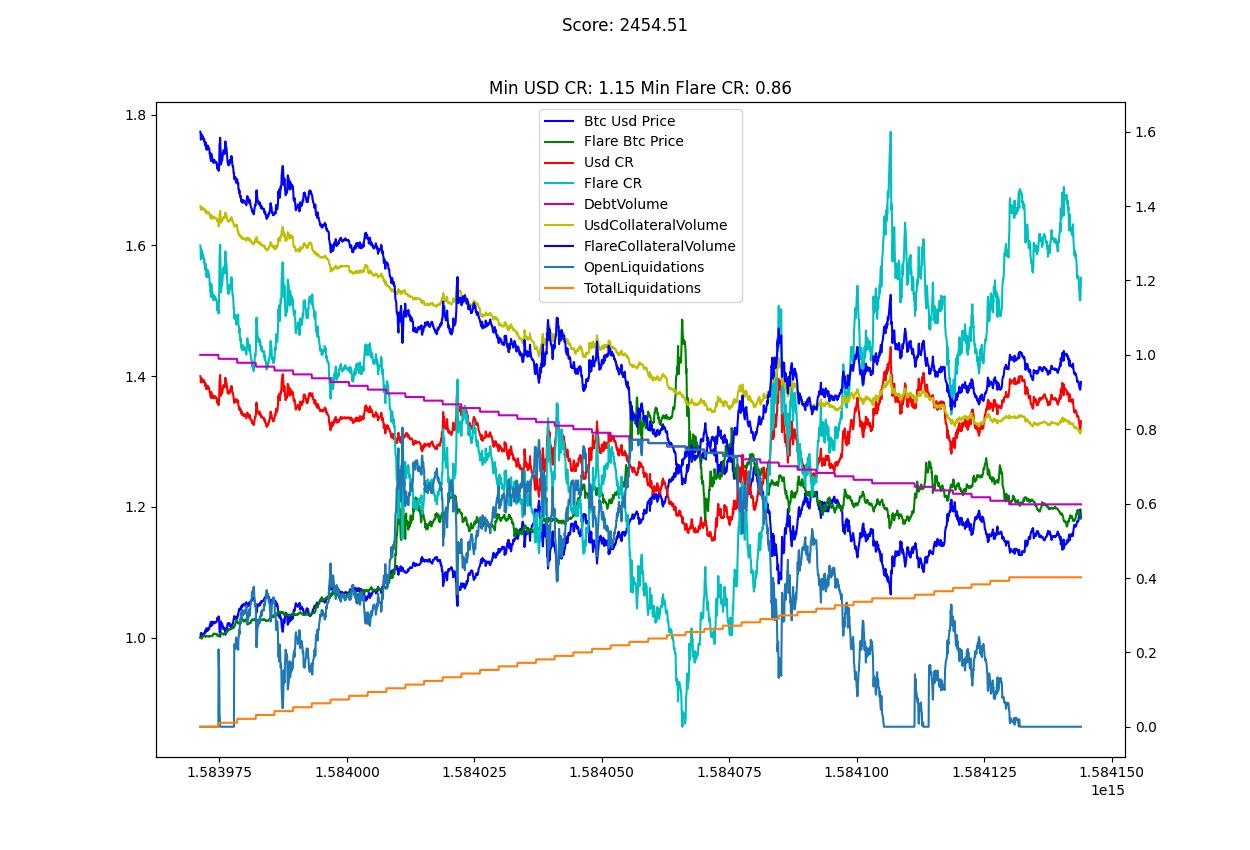 Score: 2454.51
Min USD CR: 1.15 Min Flare CR: 0.86
Btc Usd Price
Flare Btc Price
Usd CR
Flare CR
DebtVolume
UsdCollateralVolume
FlareCollateralVolume
OpenLiquidations
TotalLiquidations
1.8
1.6
1.4
1.2
1.0
1.6
1.4
1.2
1.0
0.8
0.6
0.4
0.2
0.0
1.583975 1.584000 1.584025 1.584050 1.584075 1.584100 1.584125 1.584150
1e15